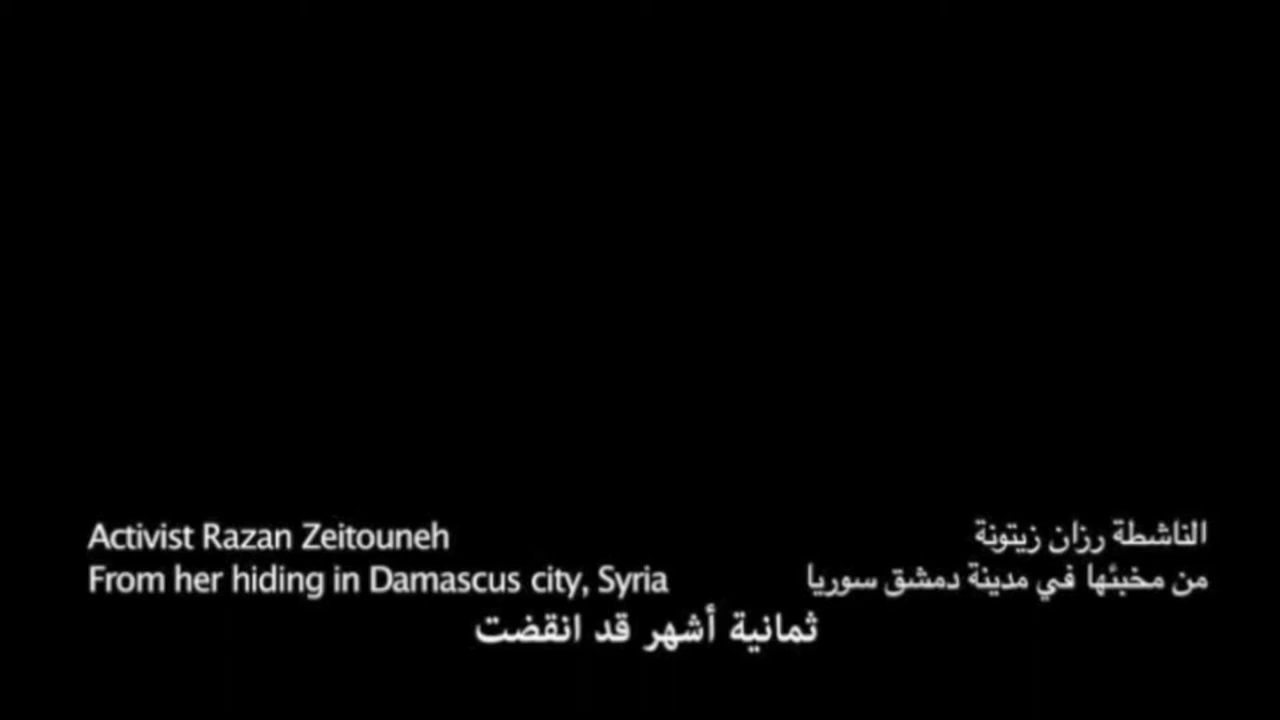 Activist Razan Zeitouneh
From her hiding in Damascus city, Syria
الناشطة رزان زيتونة
من مخبئها في مدينة دمشق سوريا
ثمانية أشهر قد انقضت